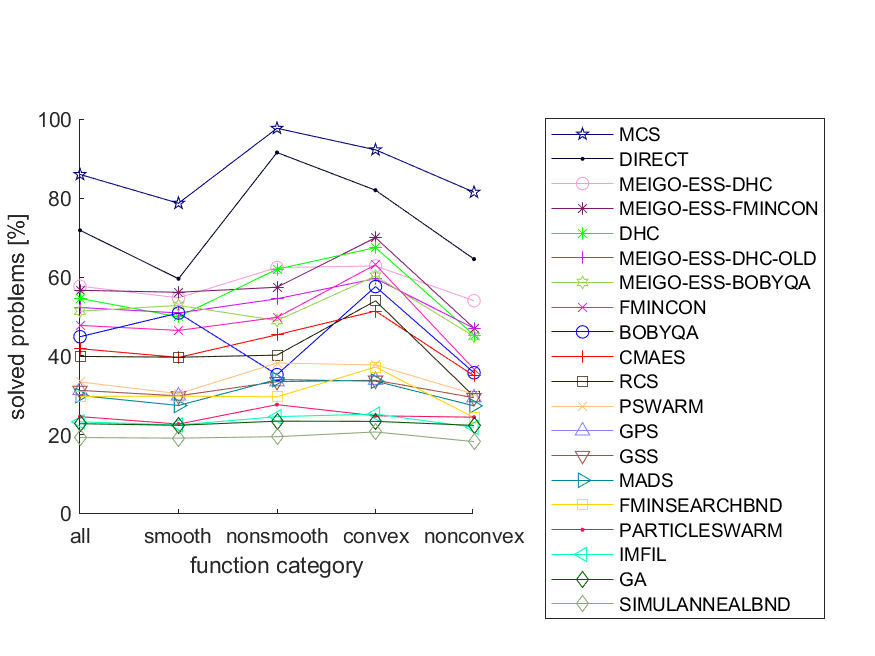 100
80
60
40
20
0
solved problems [%]
all smooth nonsmooth convex nonconvex
function category
MCS
DIRECT
MEIGO-ESS-DHC
MEIGO-ESS-FMINCON
DHC
MEIGO-ESS-DHC-OLD
MEIGO-ESS-BOBYQA
FMINCON
BOBYQA
CMAES
RCS
PSWARM
GPS
GSS
MADS
FMINSEARCHBND
PARTICLESWARM
IMFIL
GA
SIMULANNEALBND